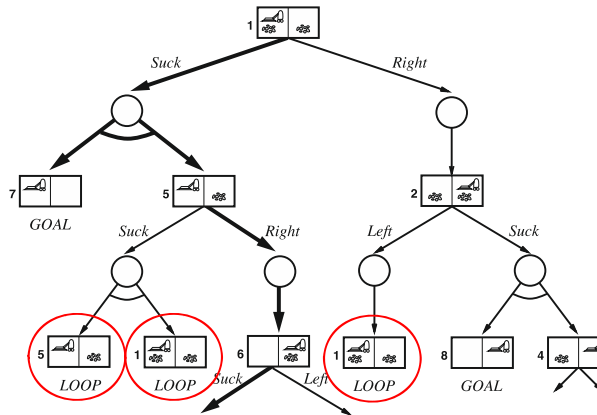 1
Suck
Right
7
5
2
GOAL
Suck
Right
Left
Suck
5
1
6
1
8
4
LOOP
LOOP
Suck
Left
LOOP
GOAL